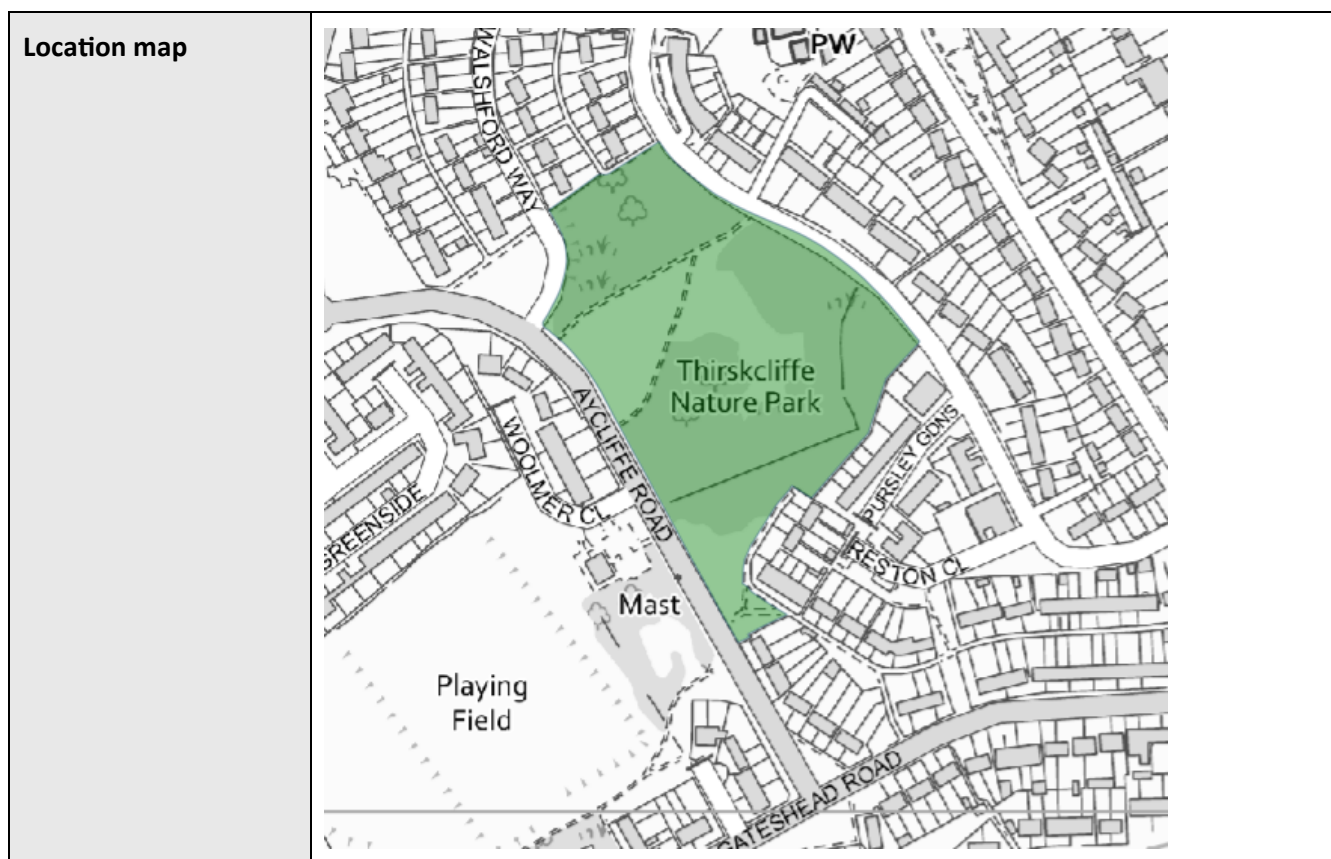 Location map
PW
WALSHFORD WAY
Thirskcliffe
Nature Park
AYCLIFFE ROAD
WOOLMER CL
GREENSIDE
PURSLEY GDNS
RESTON CL
Mast
Playing
Field
GATESHEAD ROAD